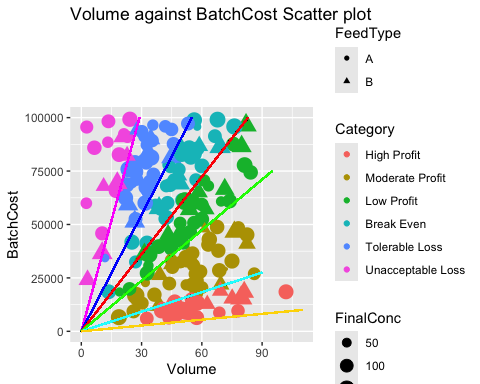 Volume against BatchCost Scatter plot
FeedType
A
B
Category
High Profit
Moderate Profit
Low Profit
Break Even
Tolerable Loss
Unacceptable Loss
FinalConc
50
100
BatchCost
100000
75000
50000
25000
0
0 30 60 90
Volume